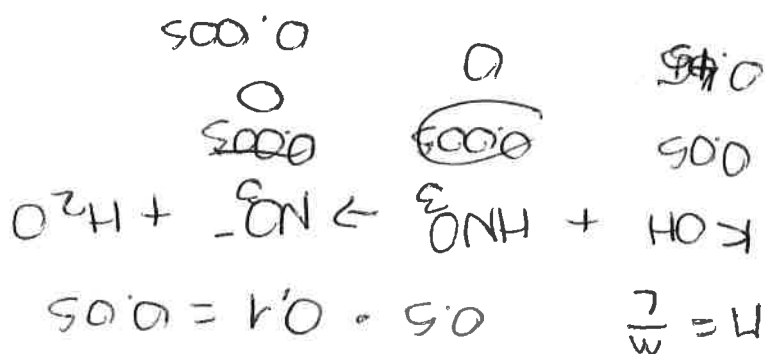 M = m/L 0.5 · 0.1 = 0.05
KOH + HNO₃ → NO₃⁻ + H₂O
0.05 0.005 0.005
0
0 0.005